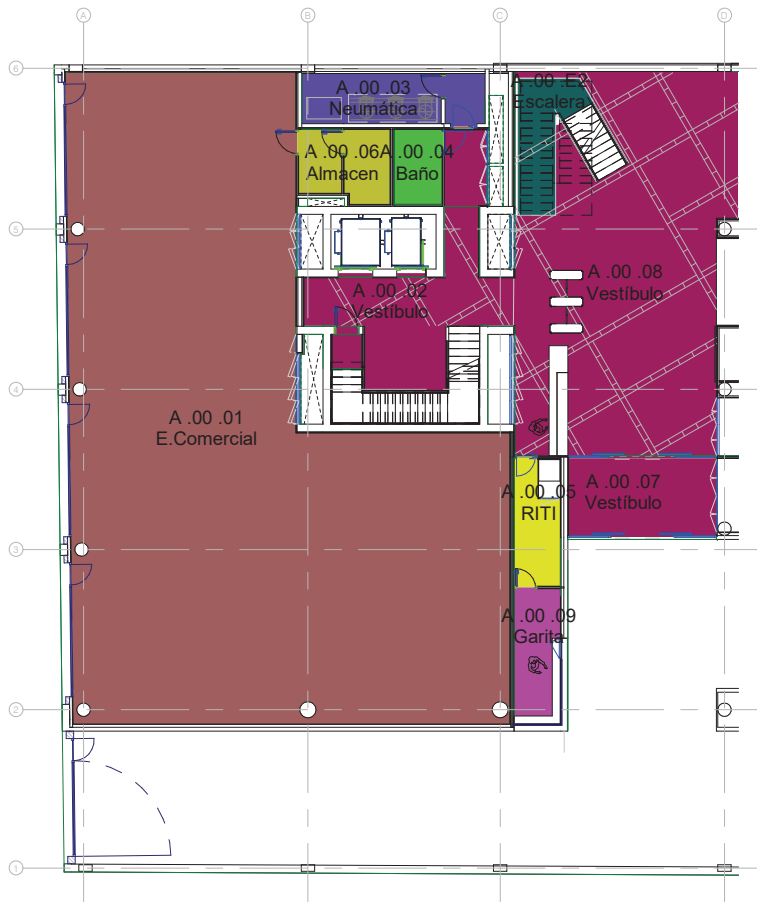 A B C D
6
A .00 .03
Neumática
A .00 .E2
Escalera
A .00 .06
Almacen
A .00 .04
Baño
5
A .00 .02
Vestíbulo
A .00 .08
Vestíbulo
4
A .00 .01
E.Comercial
A .00 .05
RITI
A .00 .07
Vestíbulo
3
A .00 .09
Garita
2
1